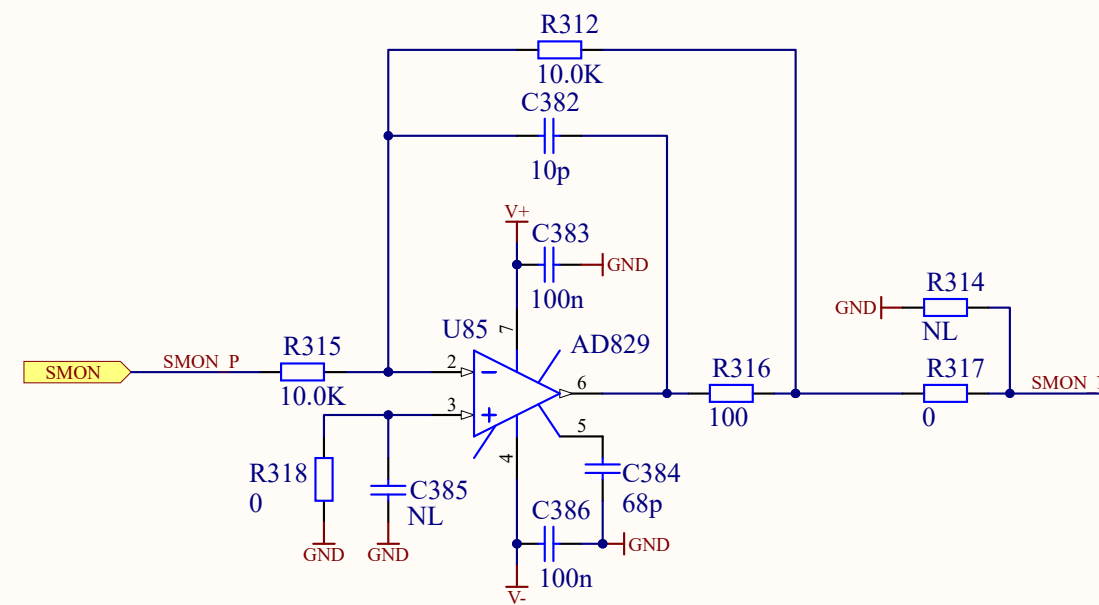 R312
10.0K
C382
10p
V+
C383
GND
100n
R314
GND
NL
U85
7
AD829
SMON
SMON_P
R315
10.0K
2
6
R316
100
R317
0
3
5
4
R318
0
C385
NL
C384
68p
C386
GND
100n
GND
GND
V-